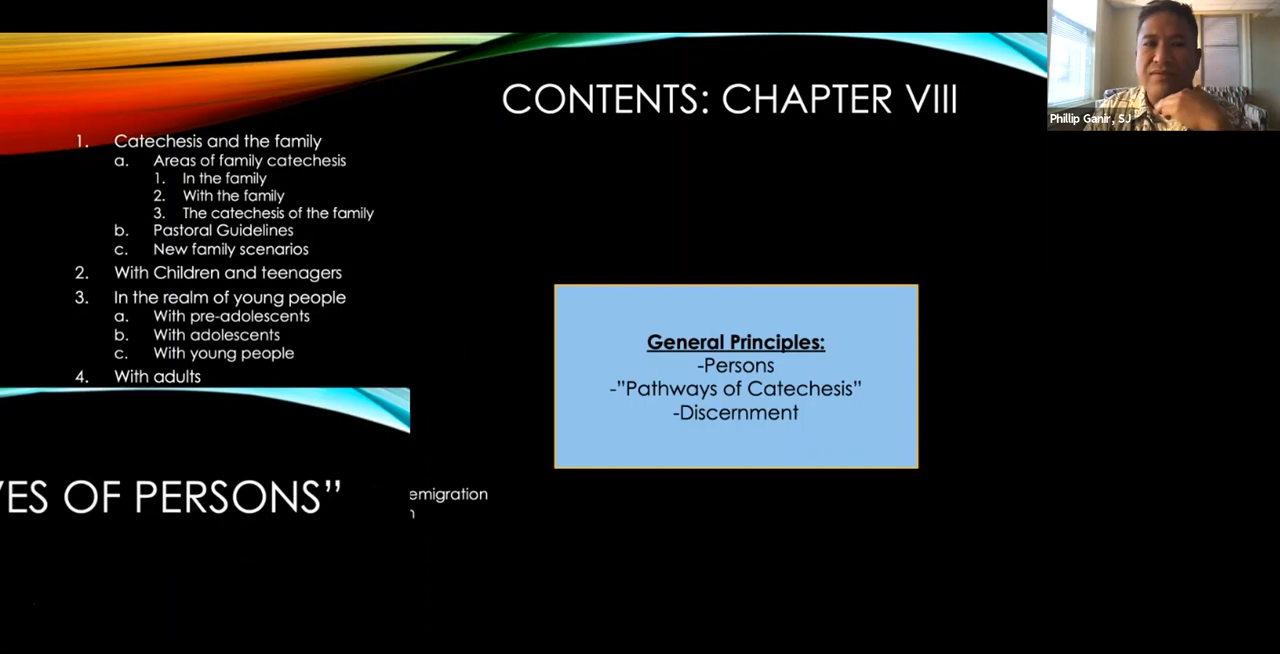 CONTENTS: CHAPTER VIII
Phillip Ganir, SJ
1. Catechesis and the family
a. Areas of family catechesis
1. In the family
2. With the family
3. The catechesis of the family
b. Pastoral Guidelines
c. New family scenarios
2. With Children and teenagers
3. In the realm of young people
a. With pre-adolescents
b. With adolescents
c. With young people
4. With adults
General Principles:
-Persons
-”Pathways of Catechesis”
-Discernment
OF PERSONS”
emigration